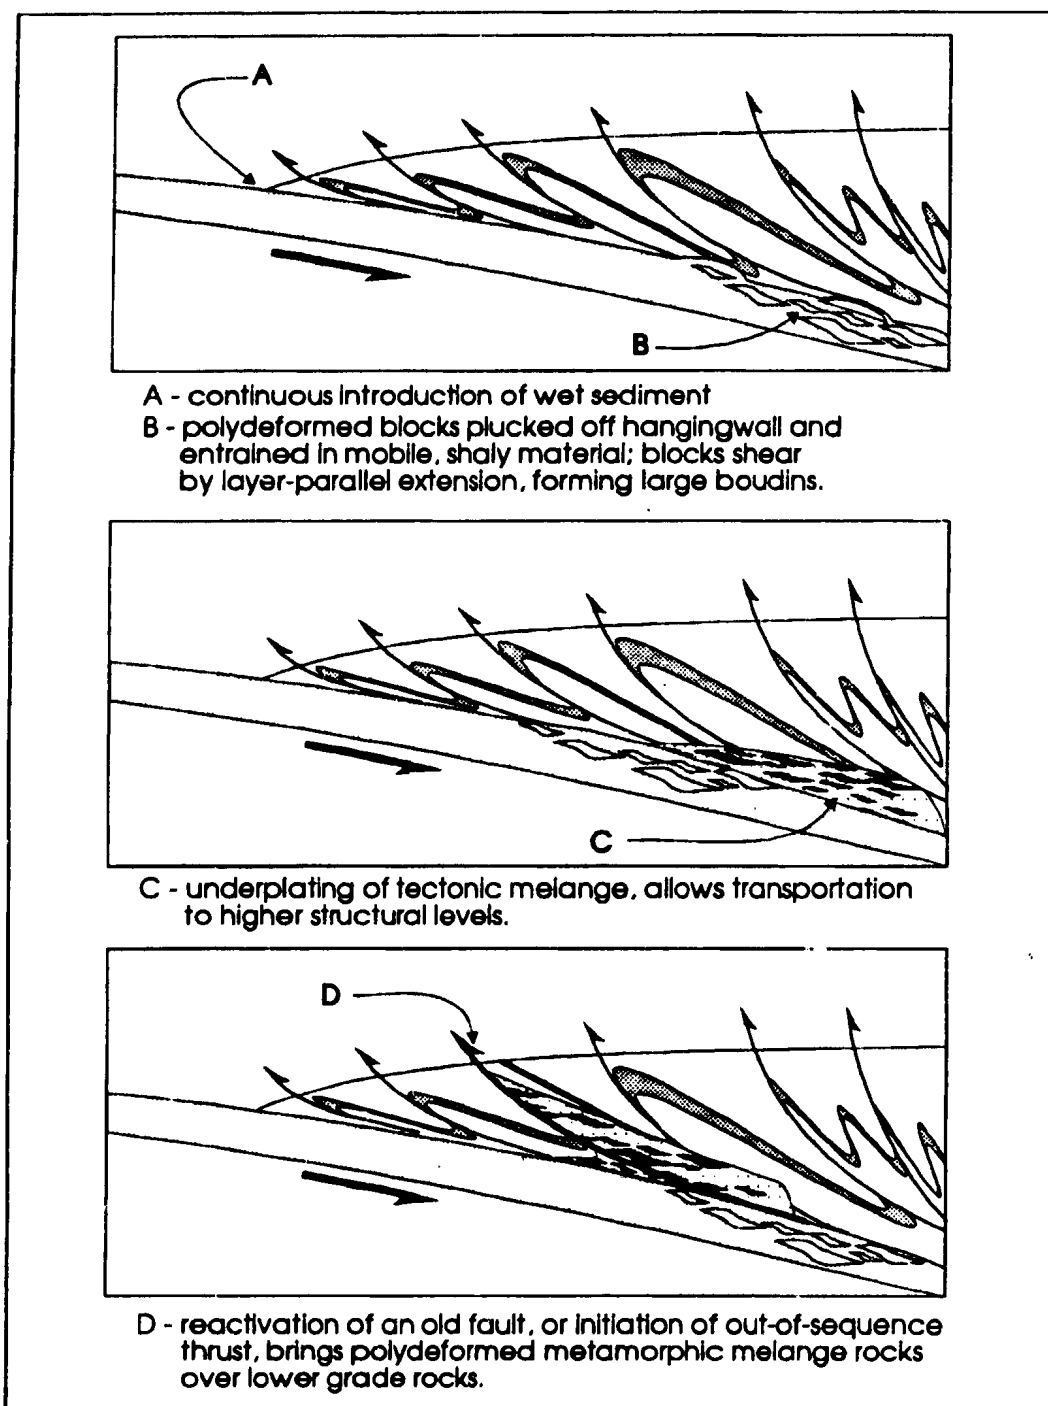 A
B
A - continuous introduction of wet sediment
B - polydeformed blocks plucked off hangingwall and
entrained in mobile, shaly material; blocks shear
by layer-parallel extension, forming large boudins.
C
C - underplating of tectonic melange, allows transportation
to higher structural levels.
D
D - reactivation of an old fault, or initiation of out-of-sequence
thrust, brings polydeformed metamorphic melange rocks
over lower grade rocks.